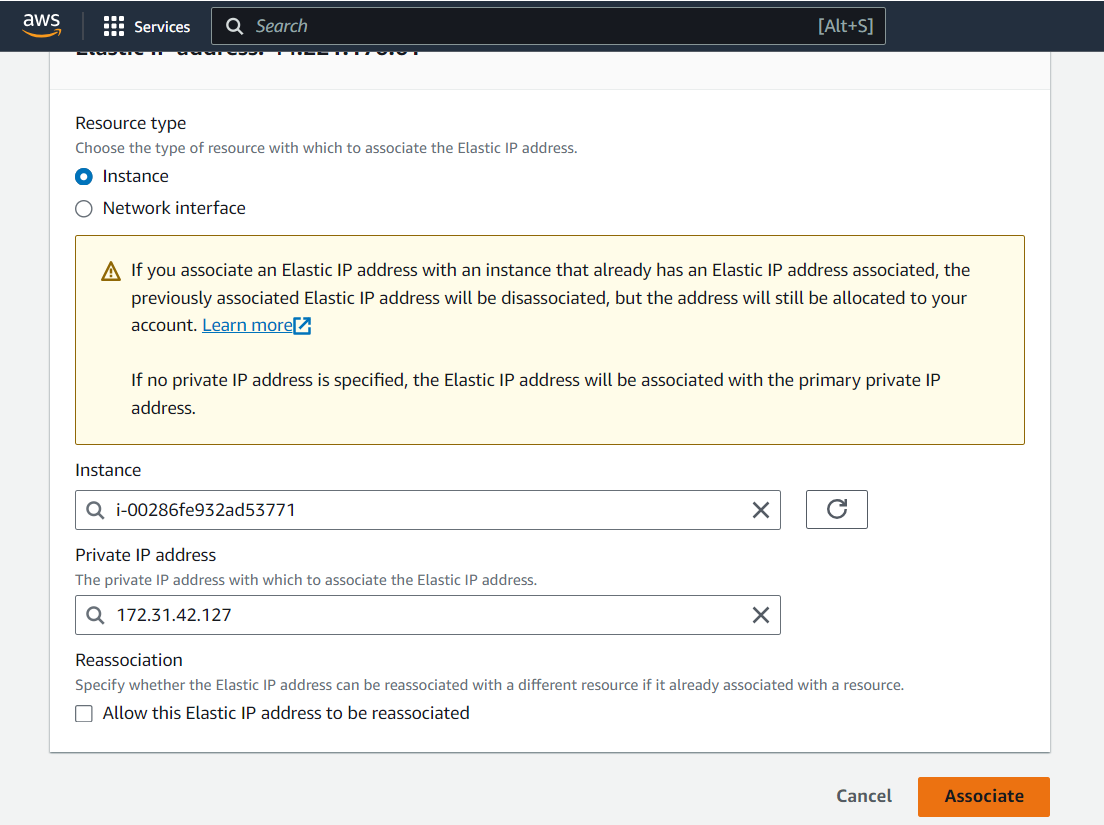 aws
Services
Search
[Alt+S]
Elastic IP address:
Resource type
Choose the type of resource with which to associate the Elastic IP address.
Instance
Network interface
If you associate an Elastic IP address with an instance that already has an Elastic IP address associated, the
previously associated Elastic IP address will be disassociated, but the address will still be allocated to your
account. Learn more
If no private IP address is specified, the Elastic IP address will be associated with the primary private IP
address.
Instance
i-00286fe932ad53771
Private IP address
The private IP address with which to associate the Elastic IP address.
172.31.42.127
Reassociation
Specify whether the Elastic IP address can be reassociated with a different resource if it already associated with a resource.
Allow this Elastic IP address to be reassociated
Cancel
Associate